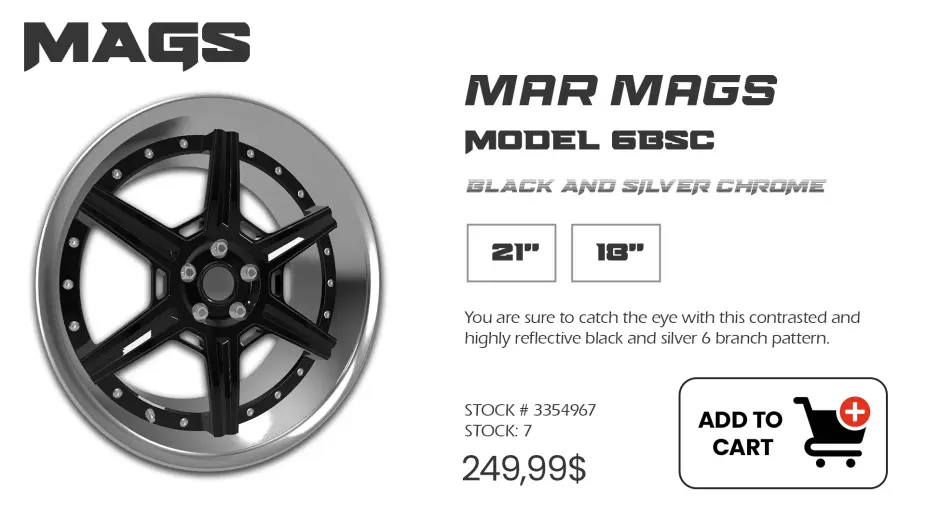 MAGS
MAR MAGS
MODEL 6BSC
BLACK AND SILVER CHROME
21” 18”
You are sure to catch the eye with this contrasted and
highly reflective black and silver 6 branch pattern.
STOCK # 3354967
STOCK: 7
249,99$
ADD TO
CART